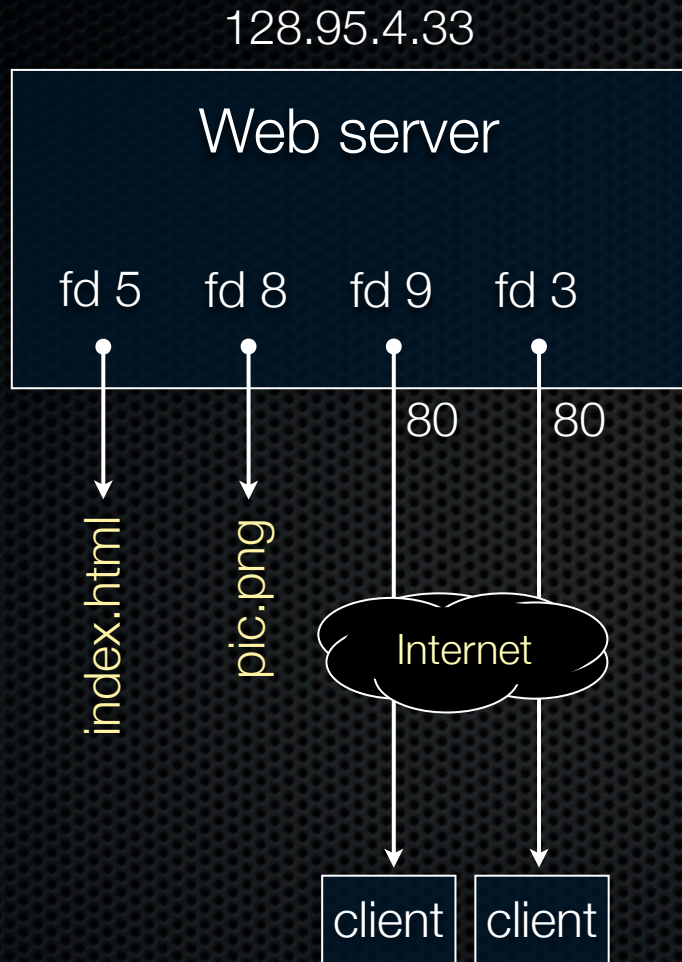 128.95.4.33
Web server
fd 5 fd 8 fd 9 fd 3
80 80
index.html
pic.png
Internet
client client